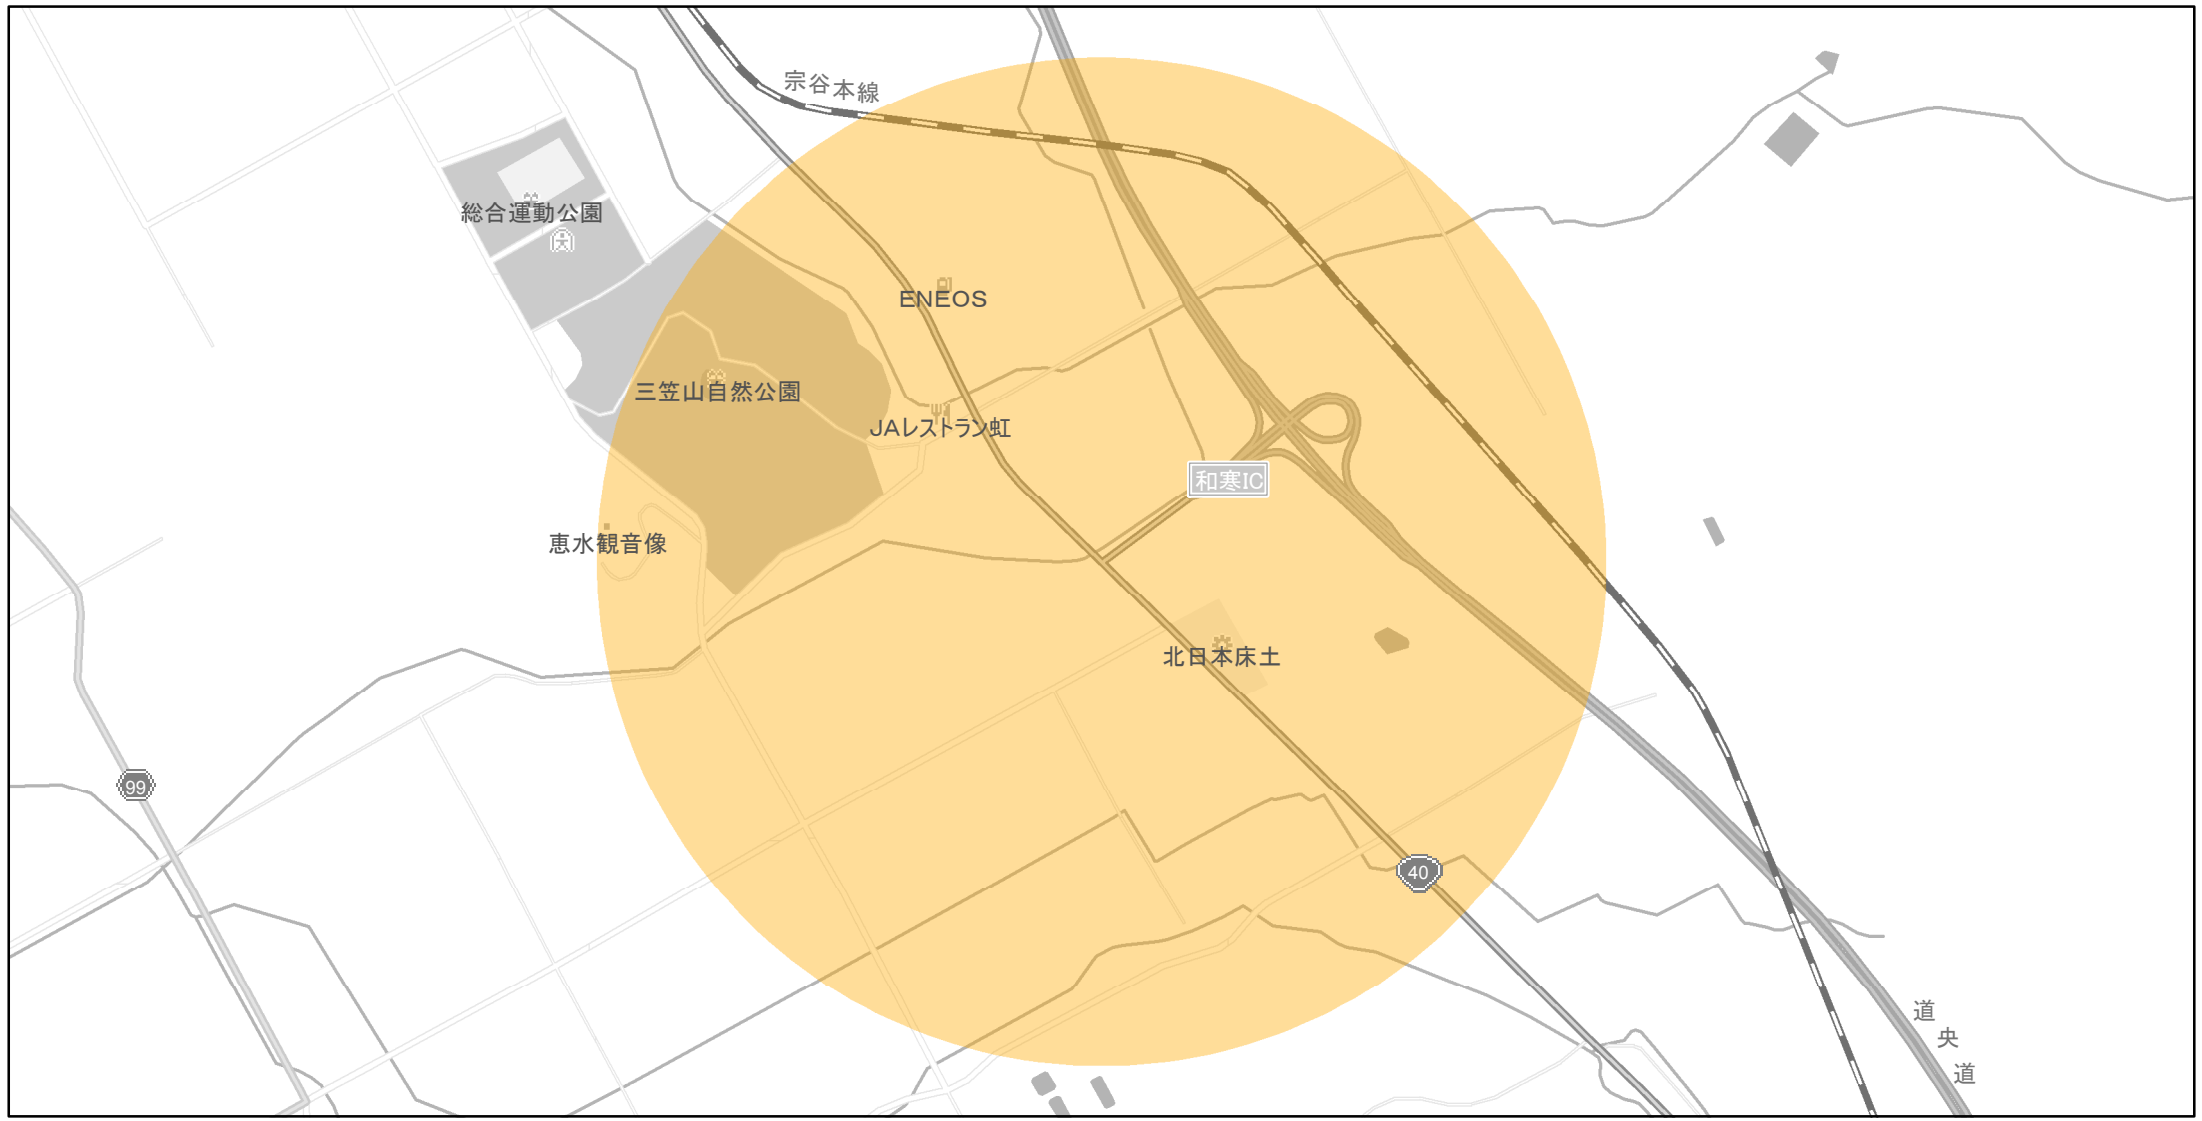 宗谷本線
総合運動公園
ENEOS
三笠山自然公園
JAレストラン虹
和寒IC
恵水観音像
北日本床土
99
40
道央道